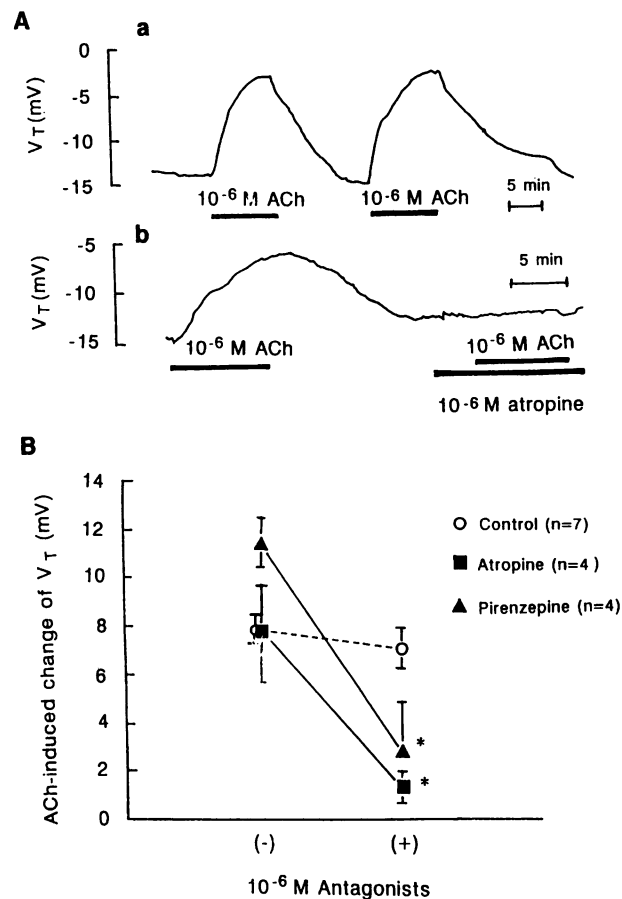 A
a
0
-5
-10
-15
V_T (mV)
10⁻⁶ M ACh
10⁻⁶ M ACh
5 min
b
-5
-10
-15
V_T (mV)
5 min
10⁻⁶ M ACh
10⁻⁶ M ACh
10⁻⁶ M atropine
B
14
12
10
8
6
4
2
0
ACh-induced change of V_T (mV)
Control (n=7)
Atropine (n=4)
Pirenzepine (n=4)
*
*
(-)
(+)
10⁻⁶ M Antagonists